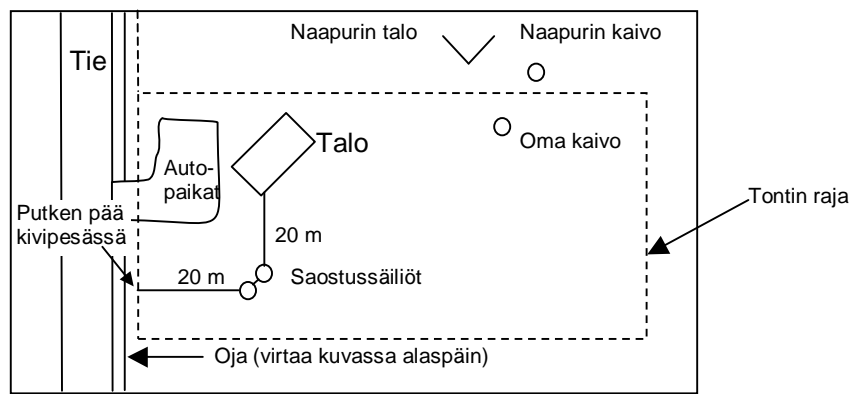 Naapurin talo
Naapurin kaivo
Tie
Talo
Oma kaivo
Auto-
paikat
Tontin raja
Putken pää
kivipesässä
20 m
20 m
Saostussäiliöt
Oja (virtaa kuvassa alaspäin)